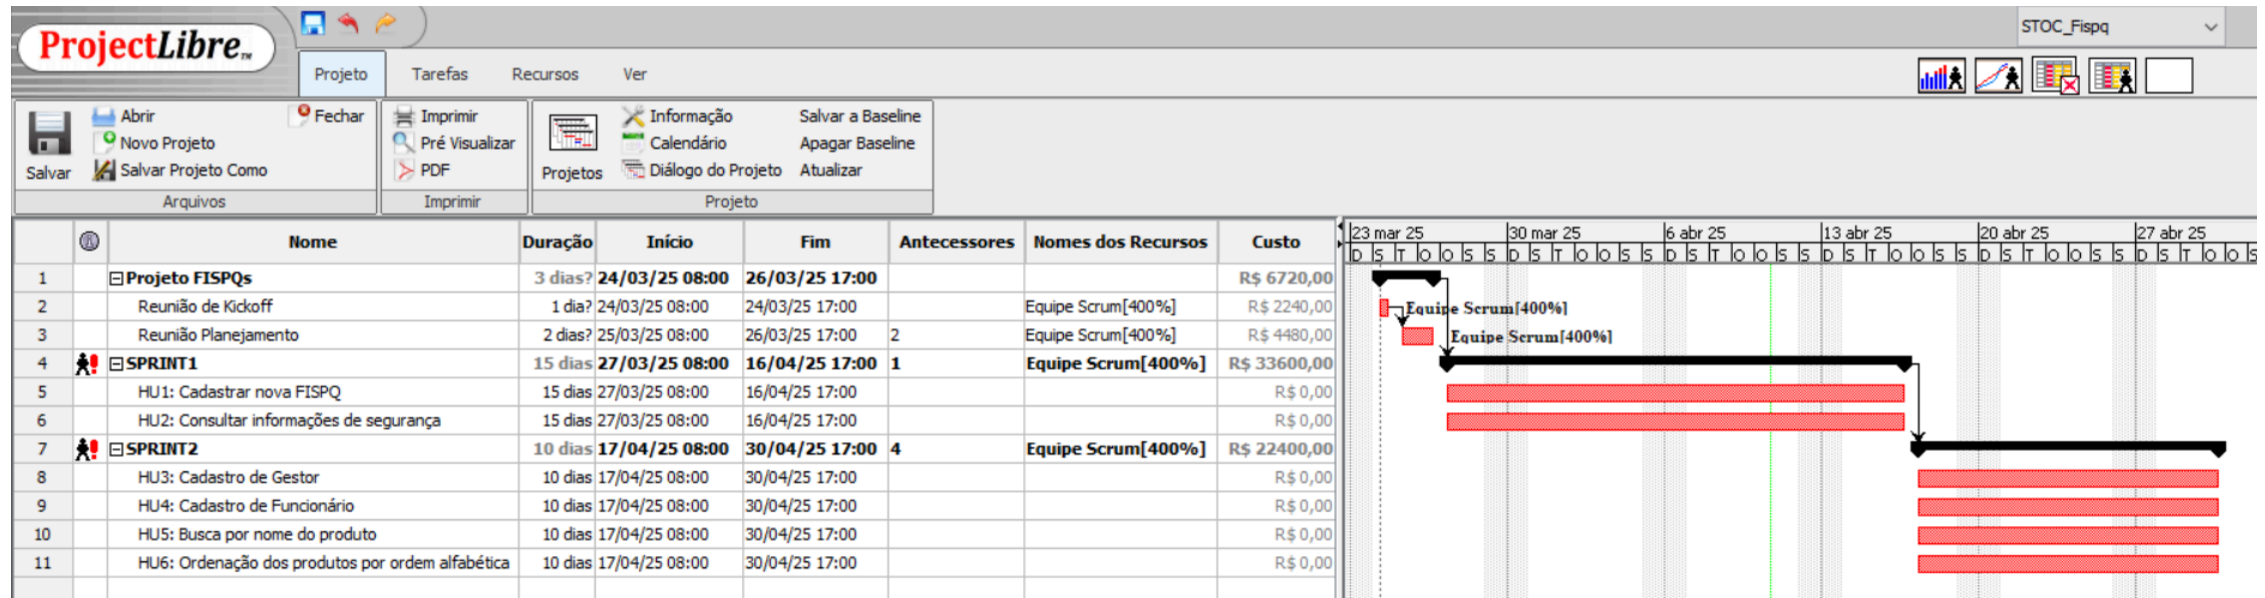 ProjectLibre™
STOC_Fispq
Projeto Tarefas Recursos Ver
Salvar
Abrir
Novo Projeto
Salvar Projeto Como
Fechar
Arquivos
Imprimir
Pré Visualizar
PDF
Imprimir
Projetos
Informação
Calendário
Diálogo do Projeto
Salvar a Baseline
Apagar Baseline
Atualizar
Projeto
Nome Duração Início Fim Antecessores Nomes dos Recursos Custo
1 Projeto FISPQs 3 dias? 24/03/25 08:00 26/03/25 17:00 R$ 6720,00
2 Reunião de Kickoff 1 dia? 24/03/25 08:00 24/03/25 17:00 Equipe Scrum[400%] R$ 2240,00
3 Reunião Planejamento 2 dias? 25/03/25 08:00 26/03/25 17:00 2 Equipe Scrum[400%] R$ 4480,00
4 SPRINT1 15 dias 27/03/25 08:00 16/04/25 17:00 1 Equipe Scrum[400%] R$ 33600,00
5 HU1: Cadastrar nova FISPQ 15 dias 27/03/25 08:00 16/04/25 17:00 R$ 0,00
6 HU2: Consultar informações de segurança 15 dias 27/03/25 08:00 16/04/25 17:00 R$ 0,00
7 SPRINT2 10 dias 17/04/25 08:00 30/04/25 17:00 4 Equipe Scrum[400%] R$ 22400,00
8 HU3: Cadastro de Gestor 10 dias 17/04/25 08:00 30/04/25 17:00 R$ 0,00
9 HU4: Cadastro de Funcionário 10 dias 17/04/25 08:00 30/04/25 17:00 R$ 0,00
10 HU5: Busca por nome do produto 10 dias 17/04/25 08:00 30/04/25 17:00 R$ 0,00
11 HU6: Ordenação dos produtos por ordem alfabética 10 dias 17/04/25 08:00 30/04/25 17:00 R$ 0,00
23 mar 25 30 mar 25 6 abr 25 13 abr 25 20 abr 25 27 abr 25
D S T Q Q S S D S T Q Q S S D S T Q Q S S D S T Q Q S S D S T Q Q S S D S T Q Q S
Equipe Scrum[400%]
Equipe Scrum[400%]